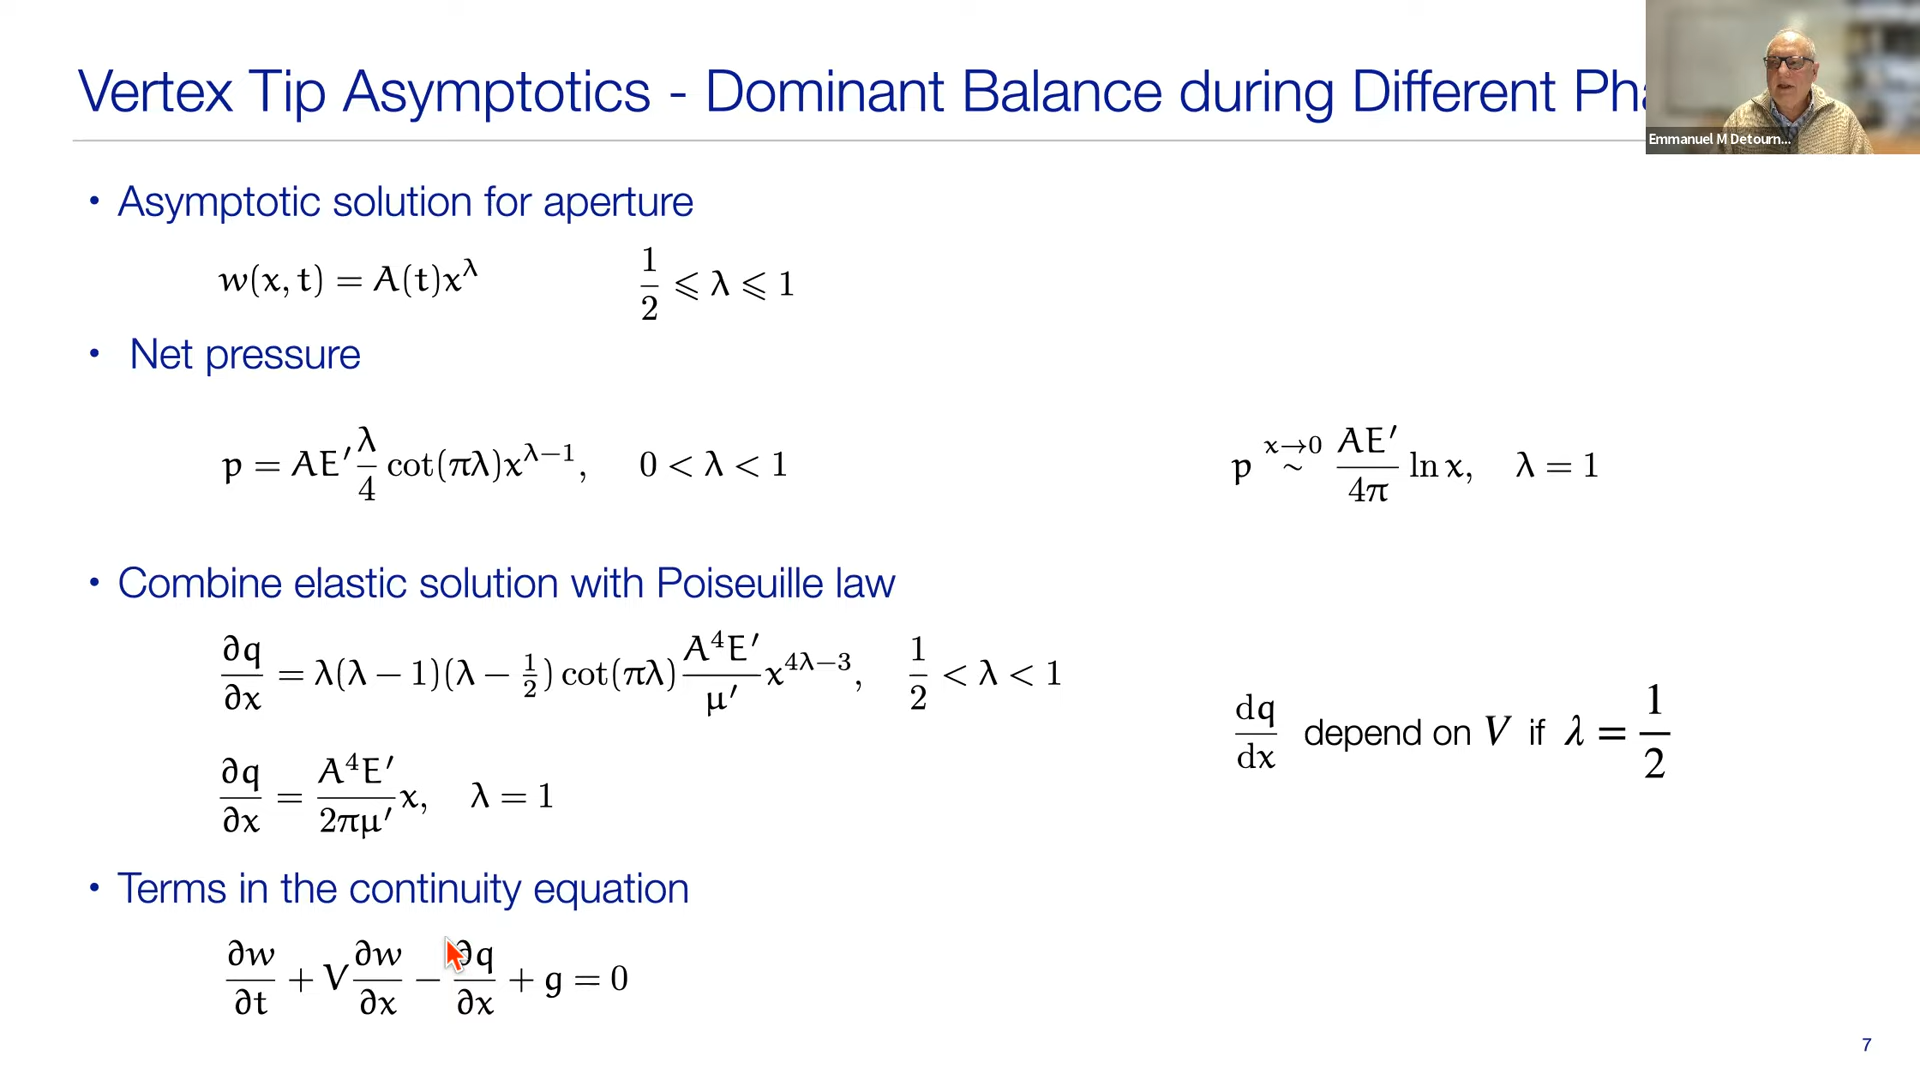 Vertex Tip Asymptotics - Dominant Balance during Different Pha
Emmanuel M Detourn...
• Asymptotic solution for aperture
w(x, t) = A(t)x^λ    1/2 ⩽ λ ⩽ 1
• Net pressure
p = AE′ λ/4 cot(πλ)x^{λ−1},    0 < λ < 1    p ∼^{x→0} AE′/4π ln x,    λ = 1
• Combine elastic solution with Poiseuille law
∂q/∂x = λ(λ − 1)(λ − 1/2) cot(πλ) A⁴E′/μ′ x^{4λ−3},    1/2 < λ < 1
dq/dx depend on V if λ = 1/2
∂q/∂x = A⁴E′/2πμ′ x,    λ = 1
• Terms in the continuity equation
∂w/∂t + V ∂w/∂x − ∂q/∂x + g = 0
7